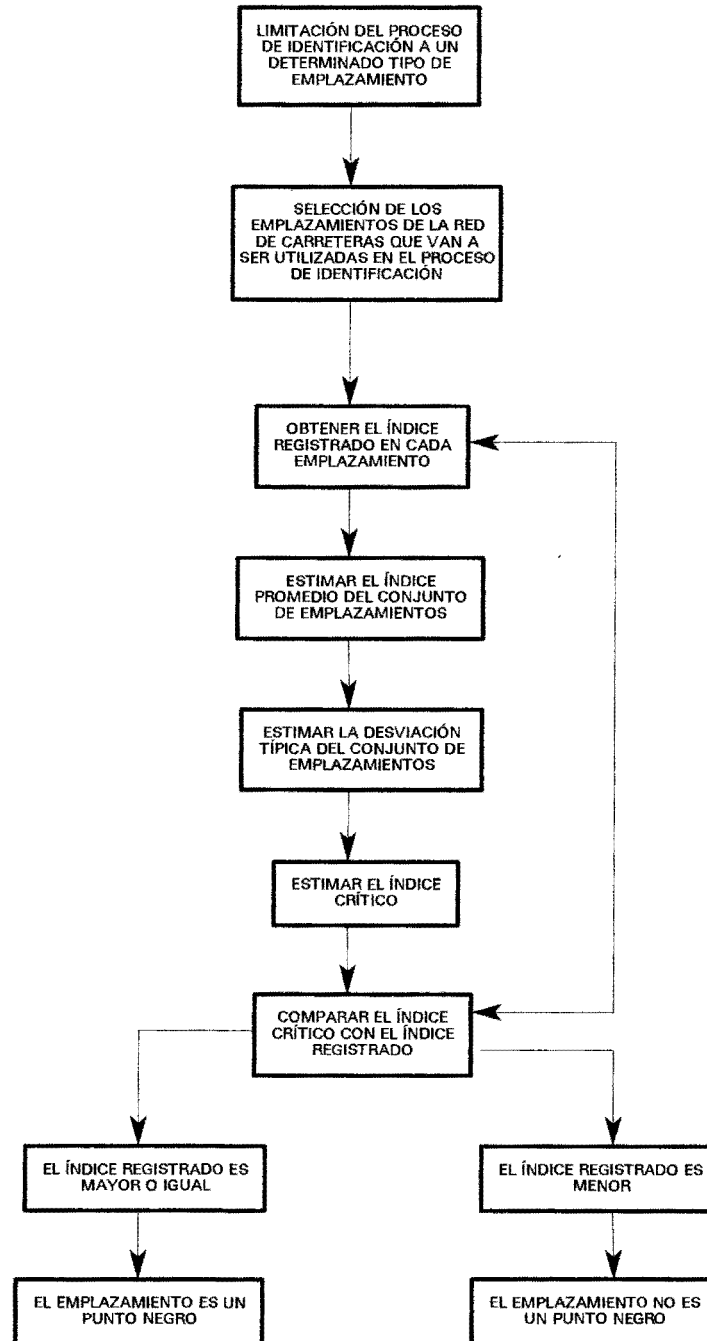 LIMITACIÓN DEL PROCESO
DE IDENTIFICACIÓN A UN
DETERMINADO TIPO DE
EMPLAZAMIENTO
SELECCIÓN DE LOS
EMPLAZAMIENTOS DE LA RED
DE CARRETERAS QUE VAN A
SER UTILIZADAS EN EL PROCESO
DE IDENTIFICACIÓN
OBTENER EL ÍNDICE
REGISTRADO EN CADA
EMPLAZAMIENTO
ESTIMAR EL ÍNDICE
PROMEDIO DEL CONJUNTO
DE EMPLAZAMIENTOS
ESTIMAR LA DESVIACIÓN
TÍPICA DEL CONJUNTO DE
EMPLAZAMIENTOS
ESTIMAR EL ÍNDICE
CRÍTICO
COMPARAR EL ÍNDICE
CRÍTICO CON EL ÍNDICE
REGISTRADO
EL ÍNDICE REGISTRADO ES
MAYOR O IGUAL
EL ÍNDICE REGISTRADO ES
MENOR
EL EMPLAZAMIENTO ES UN
PUNTO NEGRO
EL EMPLAZAMIENTO NO ES
UN PUNTO NEGRO